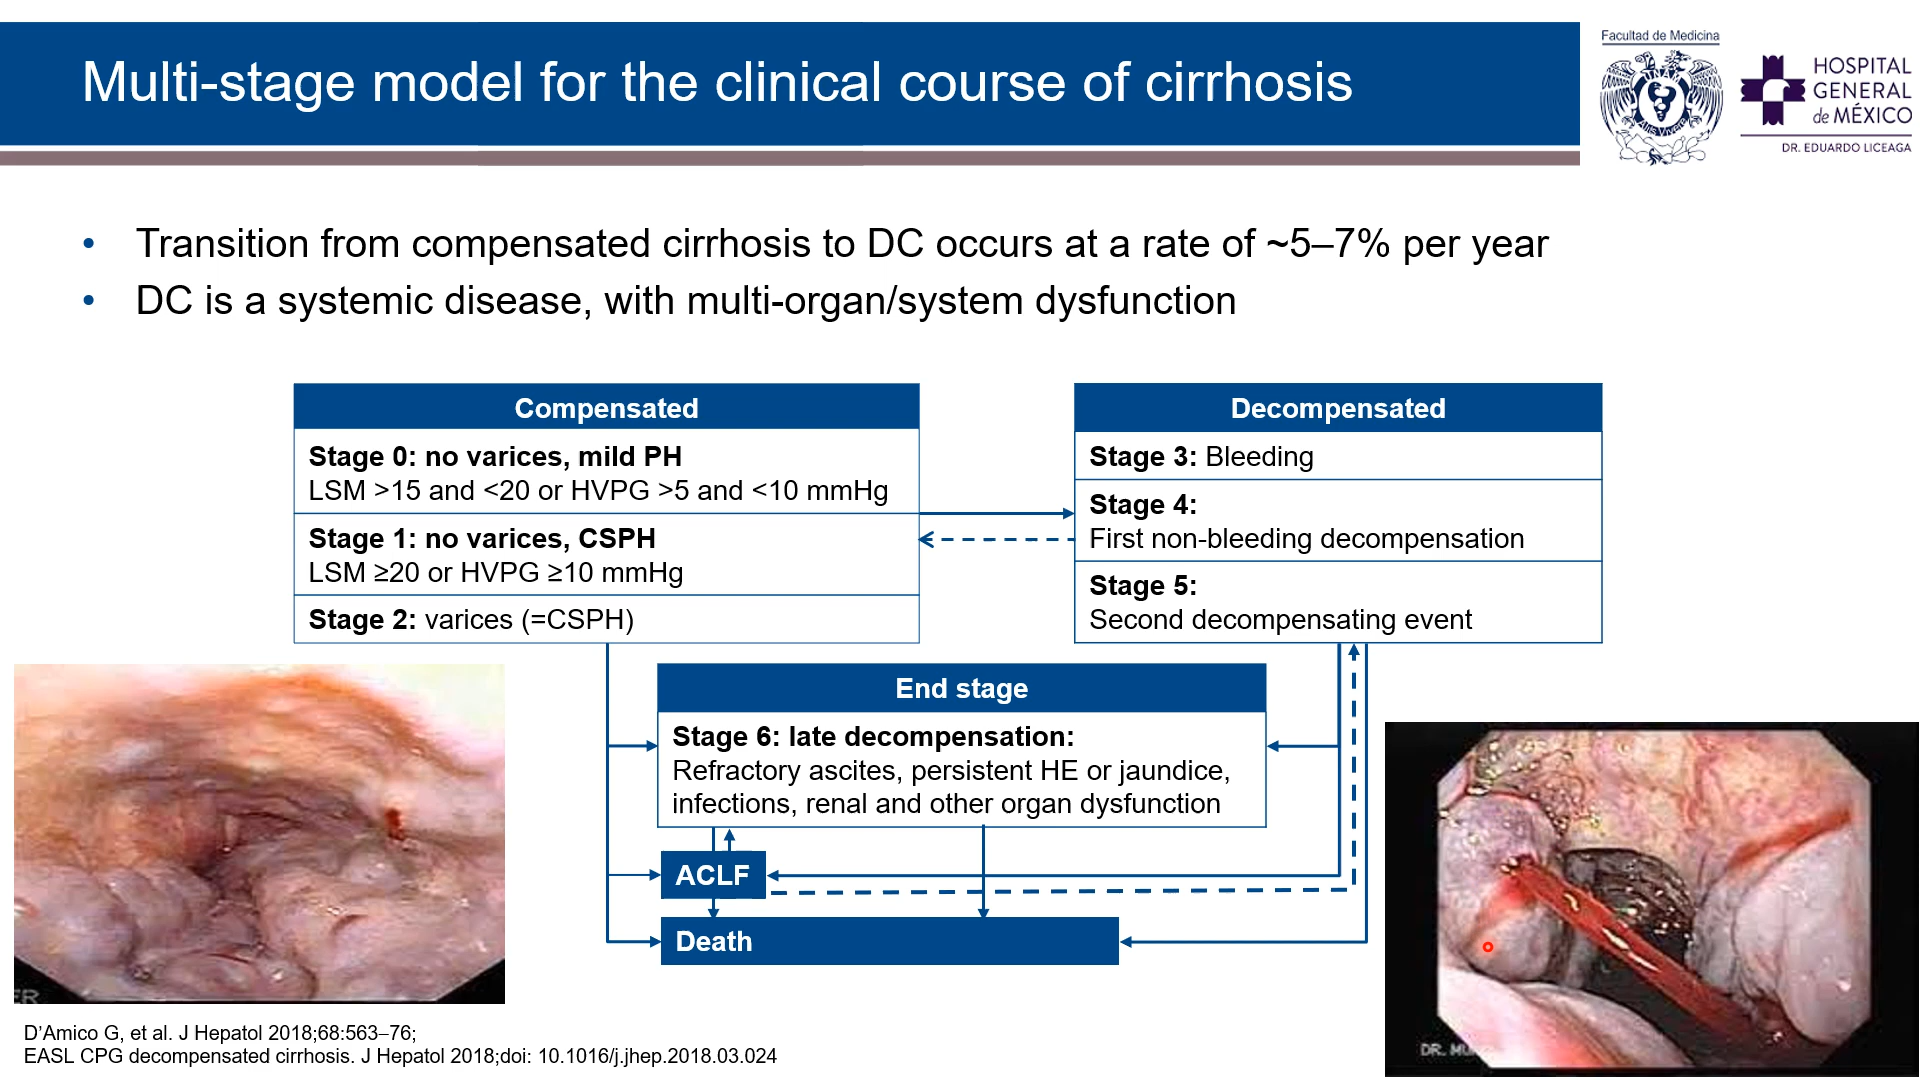 Multi-stage model for the clinical course of cirrhosis
Facultad de Medicina
HOSPITAL
GENERAL
de MÉXICO
DR. EDUARDO LICEAGA
• Transition from compensated cirrhosis to DC occurs at a rate of ~5–7% per year
• DC is a systemic disease, with multi-organ/system dysfunction
Compensated
Stage 0: no varices, mild PH
LSM >15 and <20 or HVPG >5 and <10 mmHg
Stage 1: no varices, CSPH
LSM ≥20 or HVPG ≥10 mmHg
Stage 2: varices (=CSPH)
Decompensated
Stage 3: Bleeding
Stage 4:
First non-bleeding decompensation
Stage 5:
Second decompensating event
End stage
Stage 6: late decompensation:
Refractory ascites, persistent HE or jaundice,
infections, renal and other organ dysfunction
ACLF
Death
DR.
D’Amico G, et al. J Hepatol 2018;68:563–76;
EASL CPG decompensated cirrhosis. J Hepatol 2018;doi: 10.1016/j.jhep.2018.03.024